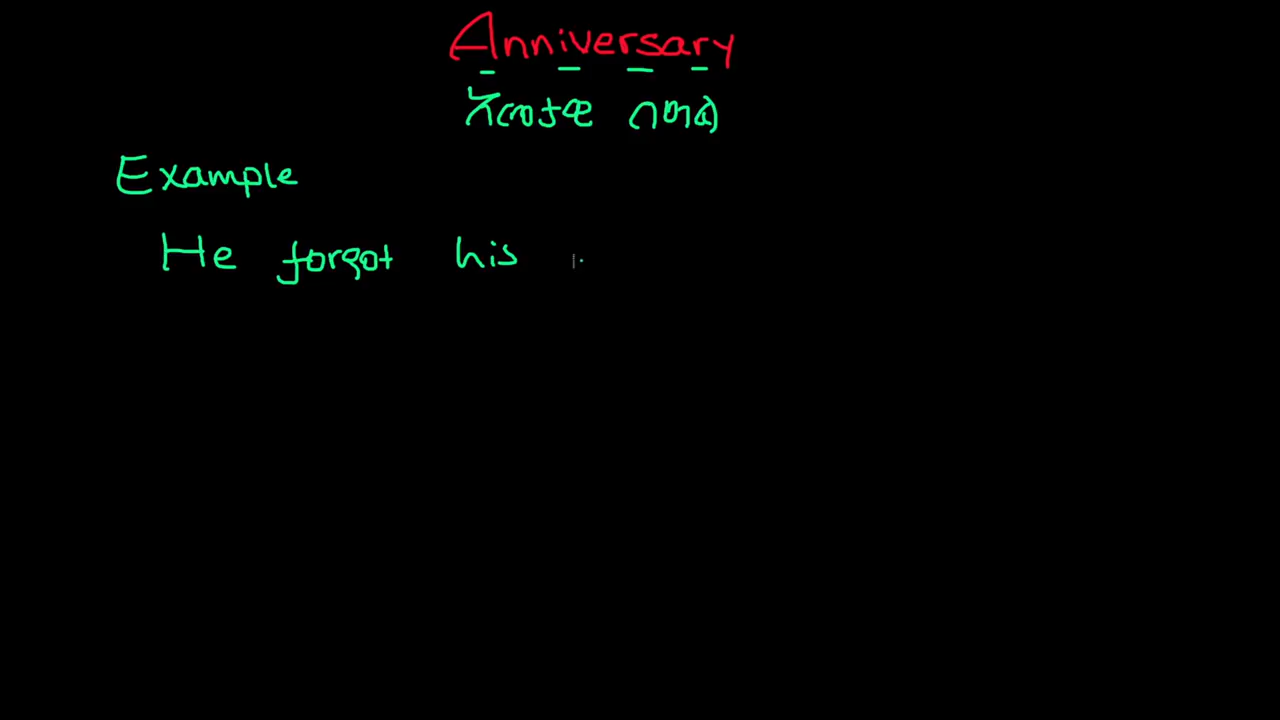 Anniversary
አመታዊ በዓል
Example
He forgot his